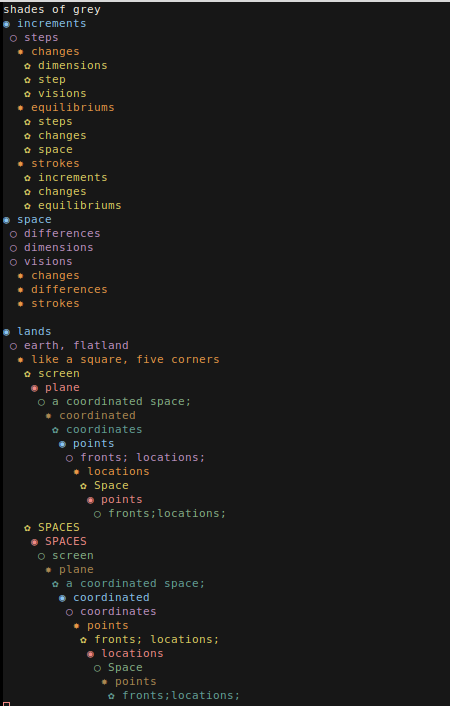 shades of grey
increments
steps
changes
dimensions
step
visions
equilibriums
steps
changes
space
strokes
increments
changes
equilibriums
space
differences
dimensions
visions
changes
differences
strokes
lands
earth, flatland
like a square, five corners
screen
plane
a coordinated space;
coordinated
coordinates
points
fronts; locations;
locations
Space
points
fronts;locations;
SPACES
SPACES
screen
plane
a coordinated space;
coordinated
coordinates
points
fronts; locations;
locations
Space
points
fronts;locations;